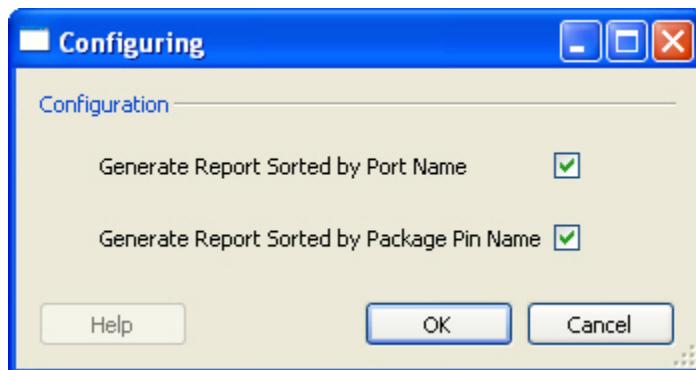 Configuring
Configuration
Generate Report Sorted by Port Name
Generate Report Sorted by Package Pin Name
Help
OK
Cancel